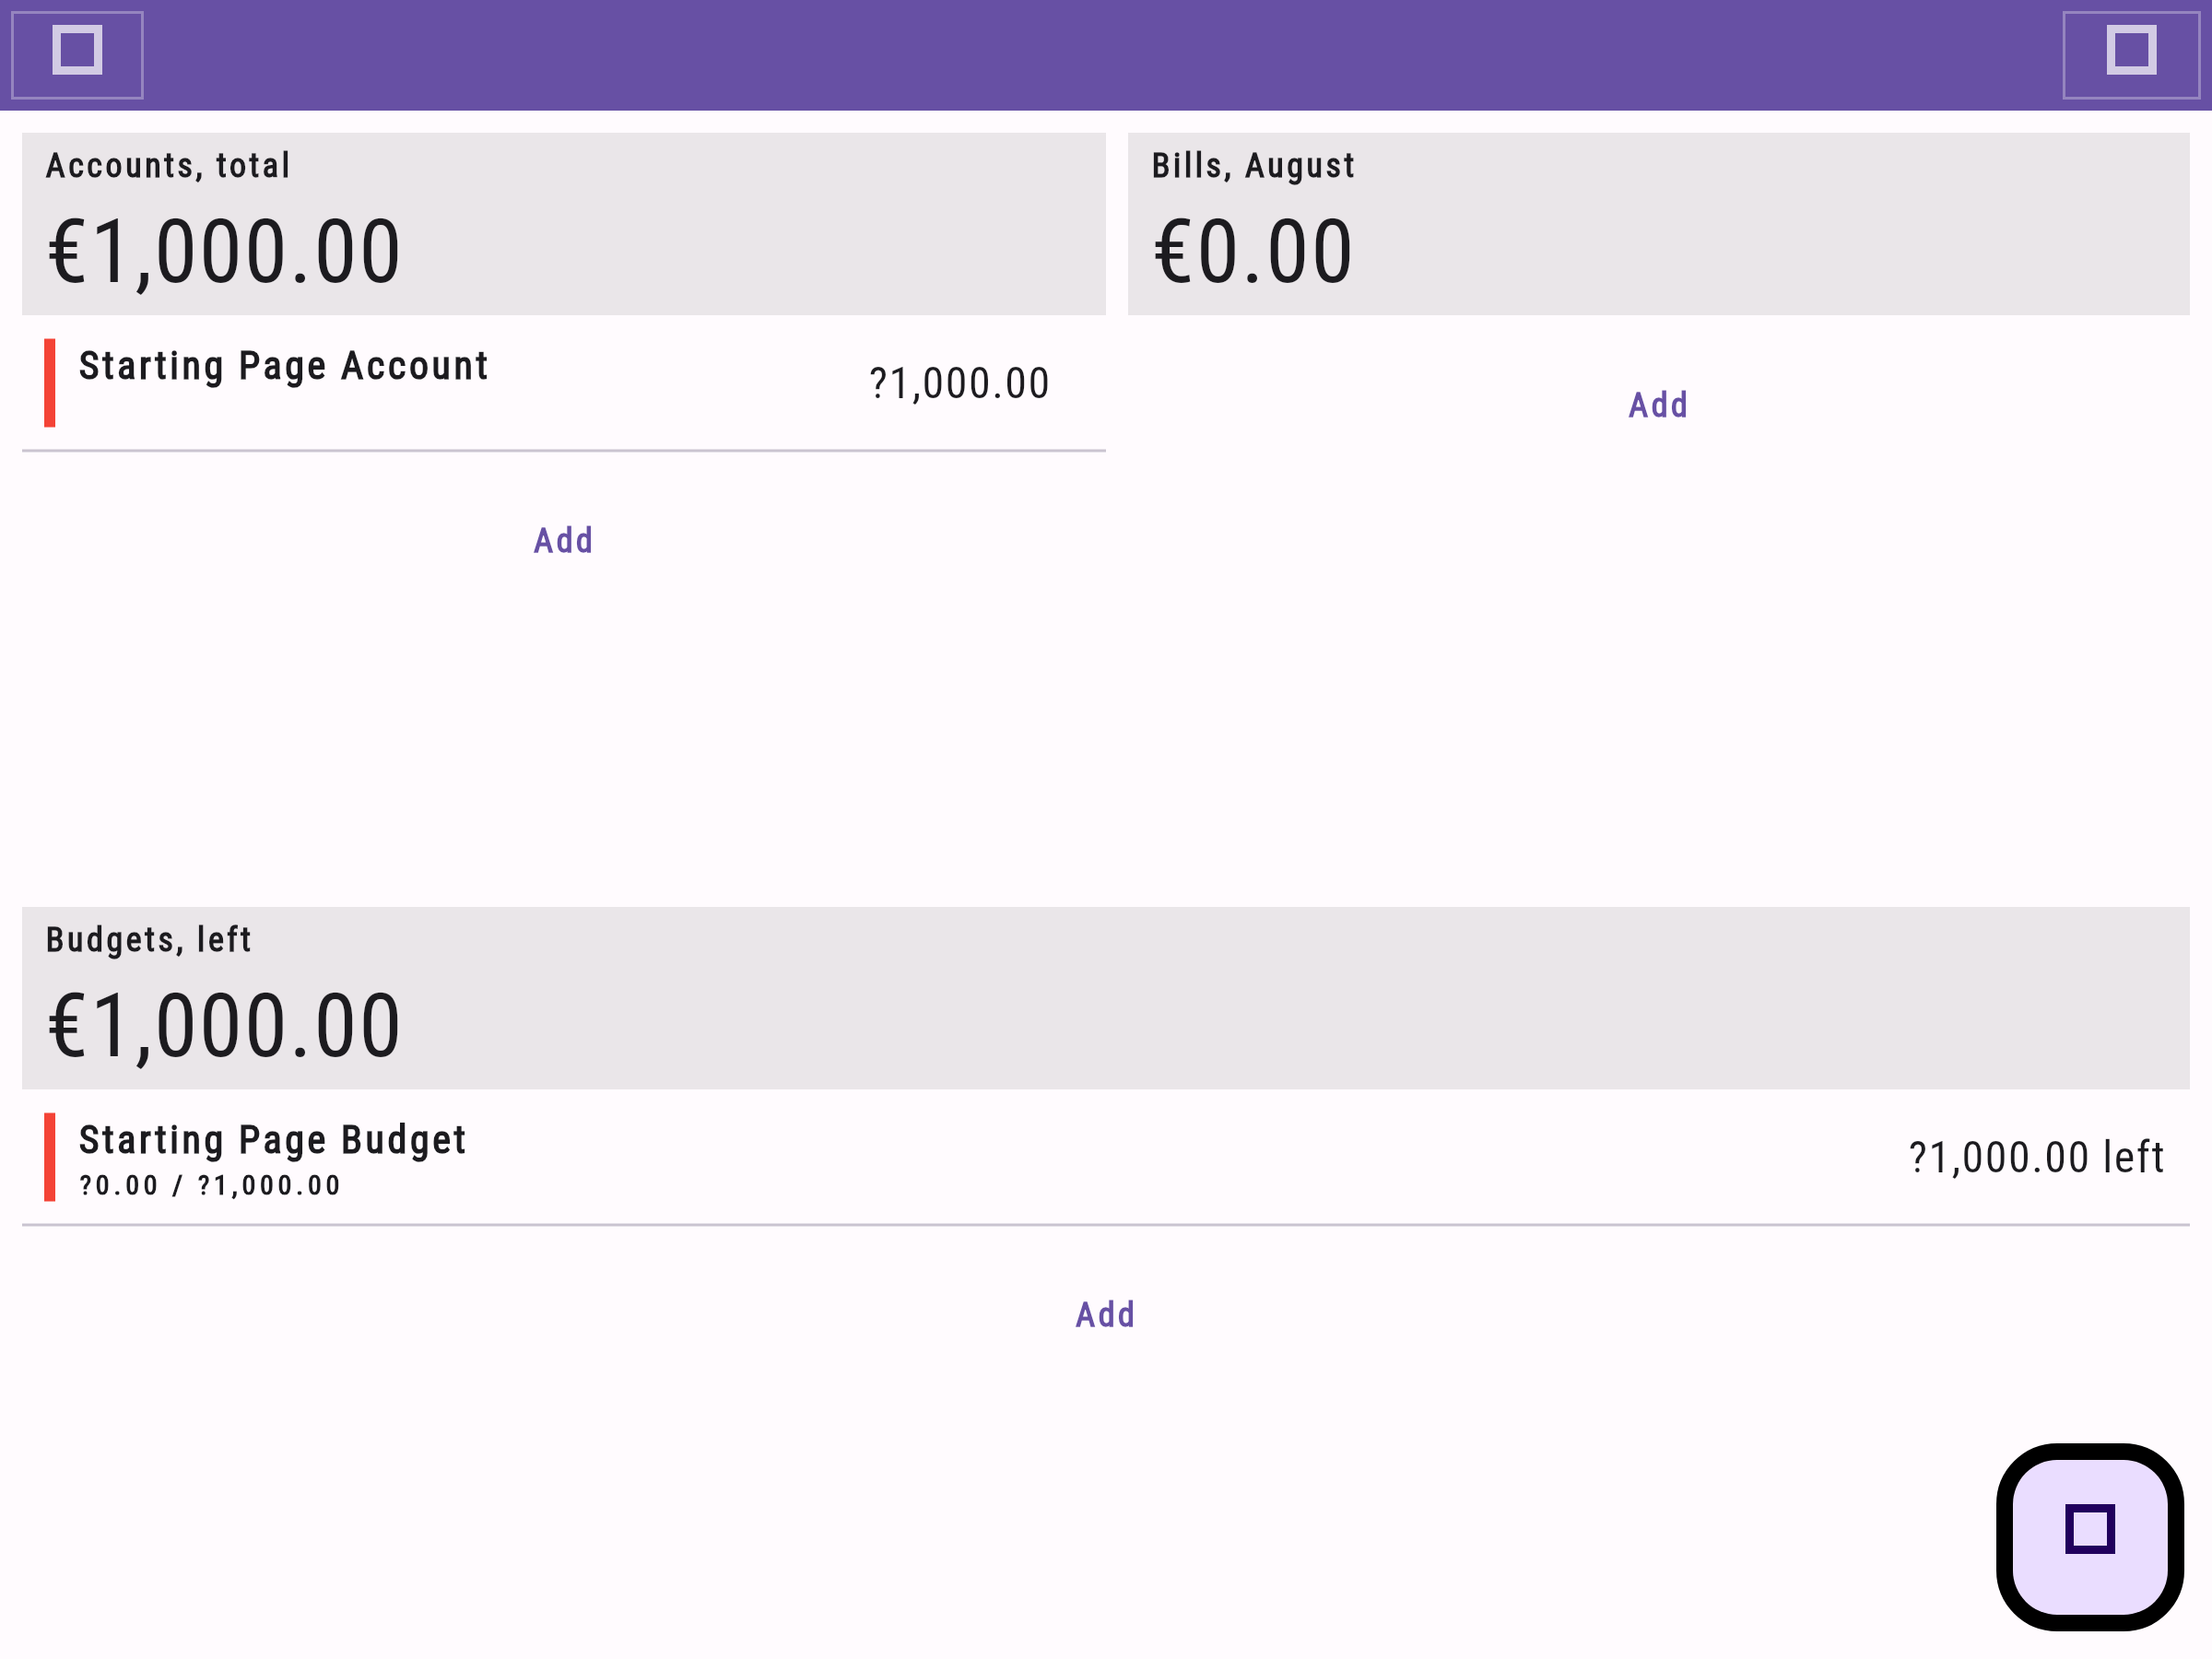 Accounts, total
€1,000.00
Starting Page Account
?1,000.00
Add
Bills, August
€0.00
Add
Budgets, left
€1,000.00
Starting Page Budget
?0.00 / ?1,000.00
?1,000.00 left
Add